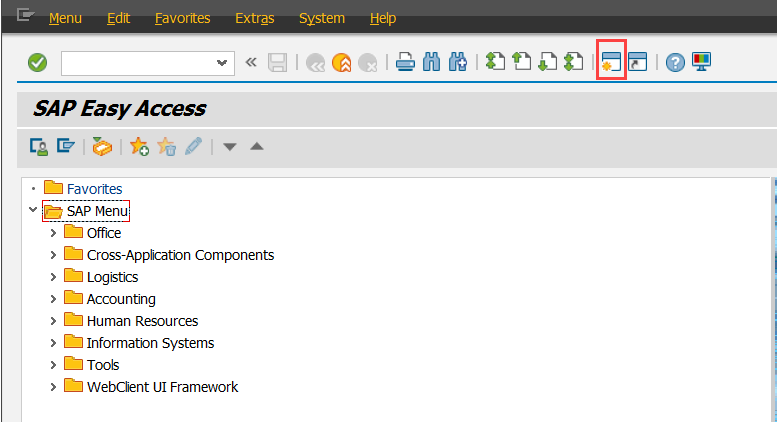 Menu Edit Favorites Extras System Help
SAP Easy Access
Favorites
SAP Menu
Office
Cross-Application Components
Logistics
Accounting
Human Resources
Information Systems
Tools
WebClient UI Framework